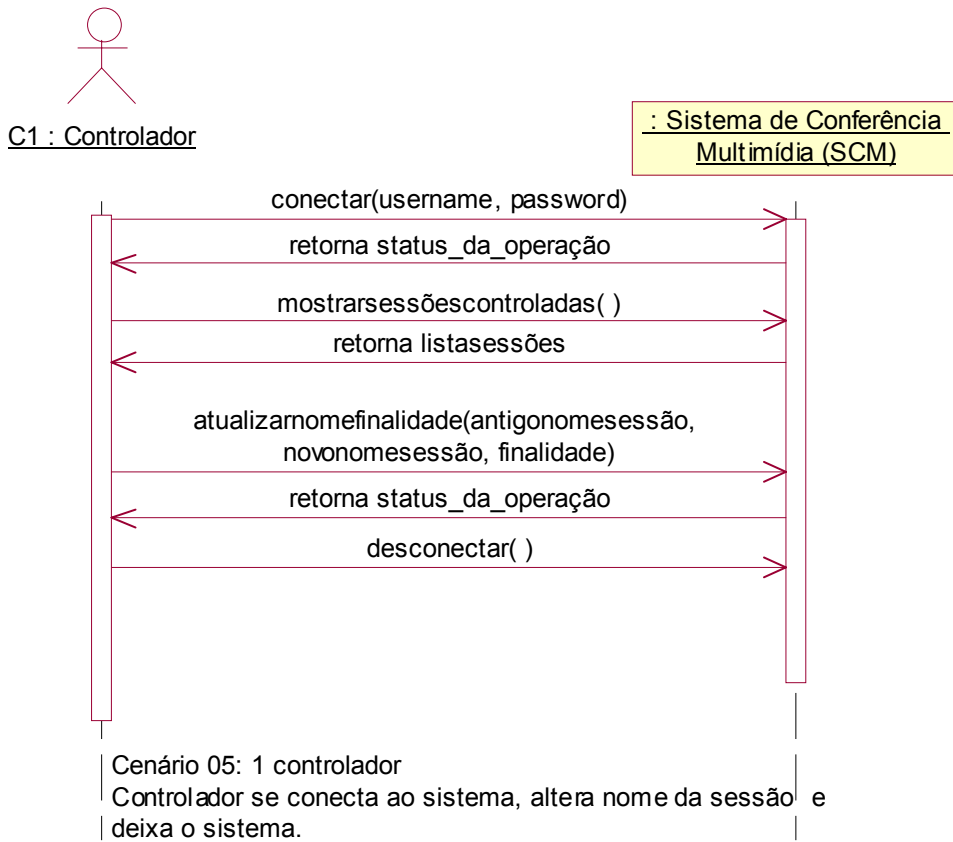 C1 : Controlador
: Sistema de Conferência
Multimídia (SCM)
conectar(username, password)
retorna status_da_operação
mostrarsessõescontroladas( )
retorna listasessões
atualizarnomefinalidade(antigonomesessão,
novonomesessão, finalidade)
retorna status_da_operação
desconectar( )
Cenário 05: 1 controlador
Controlador se conecta ao sistema, altera nome da sessão e
deixa o sistema.